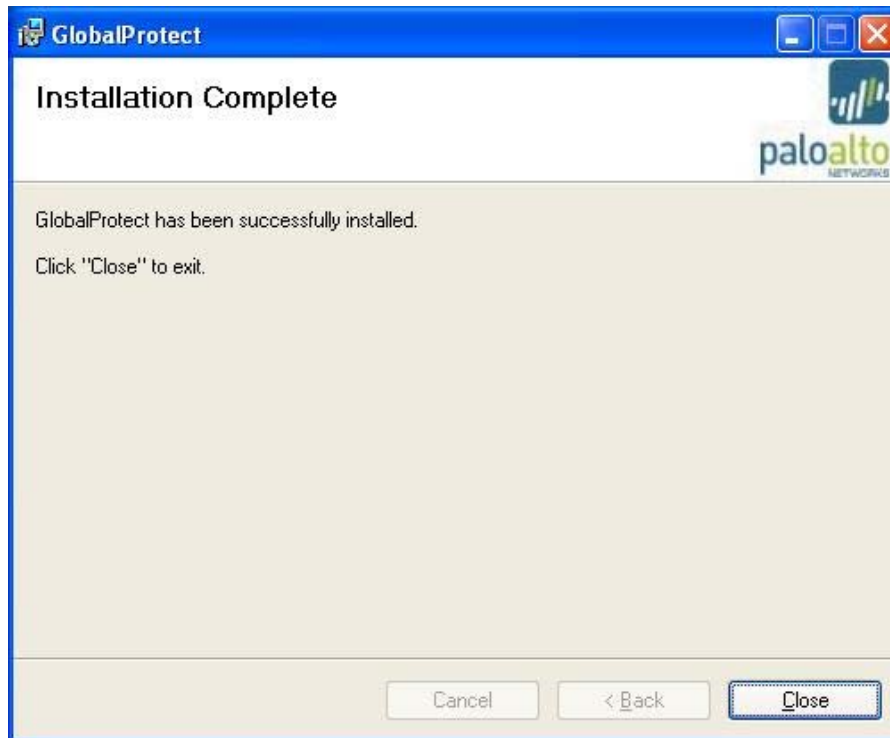 GlobalProtect
Installation Complete
paloalto
NETWORKS
GlobalProtect has been successfully installed.
Click "Close" to exit.
Cancel
< Back
Close